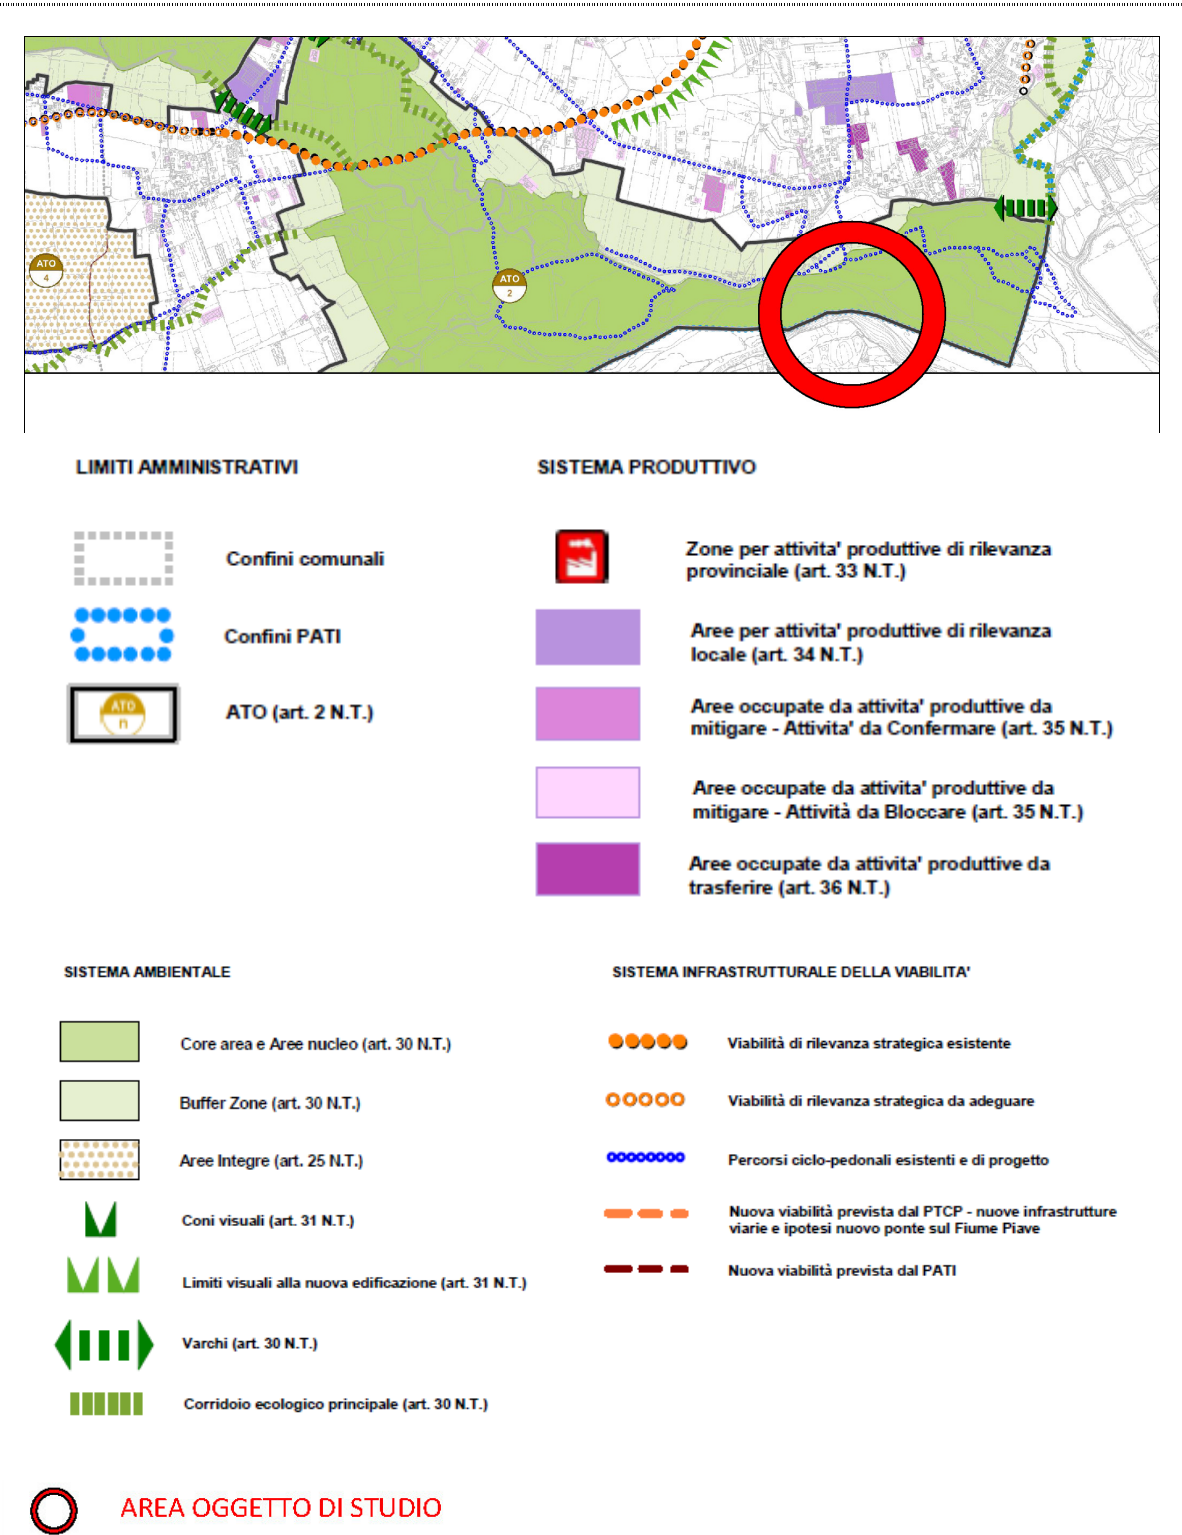 ATO
4
ATO
2
LIMITI AMMINISTRATIVI
Confini comunali
Confini PATI
ATO
n
ATO (art. 2 N.T.)
SISTEMA PRODUTTIVO
Zone per attivita' produttive di rilevanza
provinciale (art. 33 N.T.)
Aree per attivita' produttive di rilevanza
locale (art. 34 N.T.)
Aree occupate da attivita' produttive da
mitigare - Attivita' da Confermare (art. 35 N.T.)
Aree occupate da attivita' produttive da
mitigare - Attività da Bloccare (art. 35 N.T.)
Aree occupate da attivita' produttive da
trasferire (art. 36 N.T.)
SISTEMA AMBIENTALE
Core area e Aree nucleo (art. 30 N.T.)
Buffer Zone (art. 30 N.T.)
Aree Integre (art. 25 N.T.)
Coni visuali (art. 31 N.T.)
Limiti visuali alla nuova edificazione (art. 31 N.T.)
Varchi (art. 30 N.T.)
Corridoio ecologico principale (art. 30 N.T.)
SISTEMA INFRASTRUTTURALE DELLA VIABILITA'
Viabilità di rilevanza strategica esistente
Viabilità di rilevanza strategica da adeguare
Percorsi ciclo-pedonali esistenti e di progetto
Nuova viabilità prevista dal PTCP - nuove infrastrutture
viarie e ipotesi nuovo ponte sul Fiume Piave
Nuova viabilità prevista dal PATI
AREA OGGETTO DI STUDIO